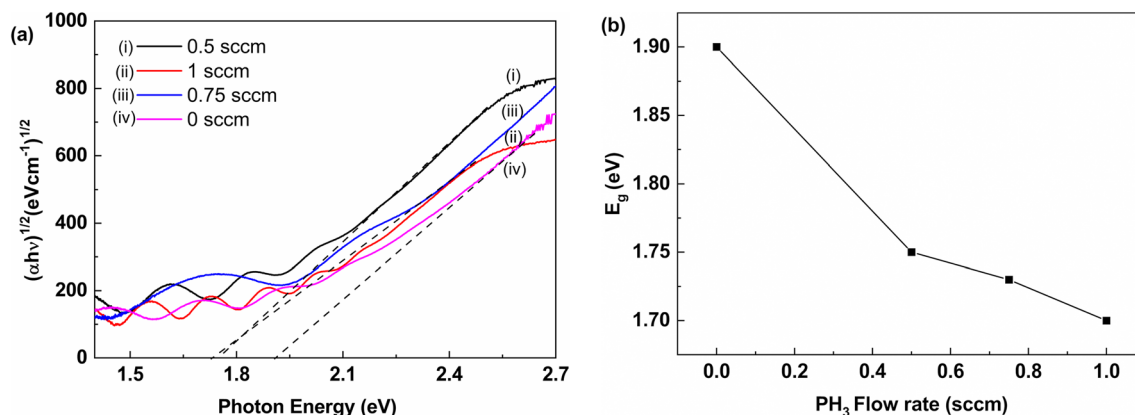 (a)
1000
800
600
400
200
0
(αhν)^1/2(eVcm⁻¹)^1/2
(i) 0.5 sccm
(ii) 1 sccm
(iii) 0.75 sccm
(iv) 0 sccm
(i)
(iii)
(ii)
(iv)
1.5 1.8 2.1 2.4 2.7
Photon Energy (eV)
(b)
1.90
1.85
1.80
1.75
1.70
E_g (eV)
0.0 0.2 0.4 0.6 0.8 1.0
PH₃ Flow rate (sccm)